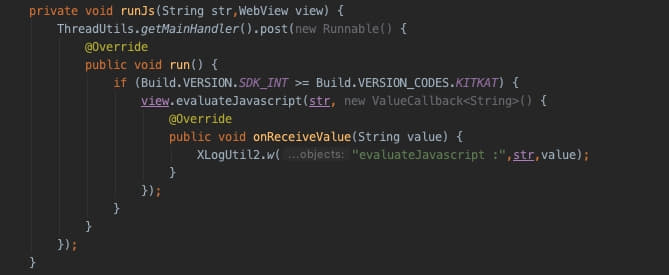 private void runJs(String str,WebView view) {
ThreadUtils.getMainHandler().post(new Runnable() {
@Override
public void run() {
if (Build.VERSION.SDK_INT >= Build.VERSION_CODES.KITKAT) {
view.evaluateJavascript(str, new ValueCallback<String>() {
@Override
public void onReceiveValue(String value) {
XLogUtil2.w( ...objects: "evaluateJavascript :",str,value);
}
});
}
}
});
}